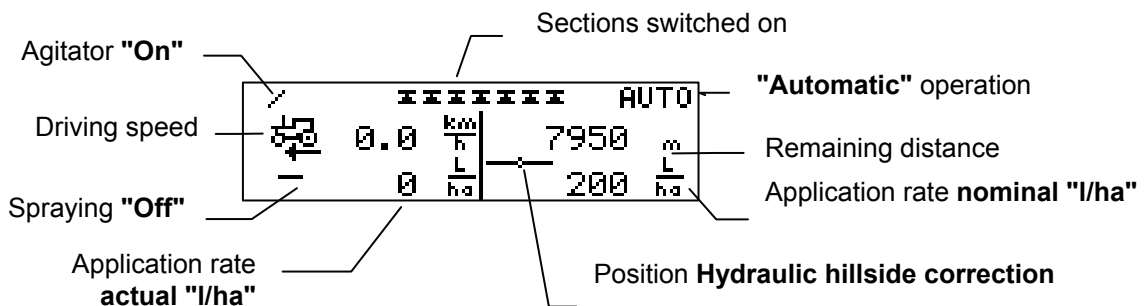 Sections switched on
Agitator "On"
"Automatic" operation
AUTO
Driving speed
0.0 km/h 7950 m
Remaining distance
0 L/ha 200 L/ha
Application rate nominal "l/ha"
Spraying "Off"
Application rate
actual "l/ha"
Position Hydraulic hillside correction